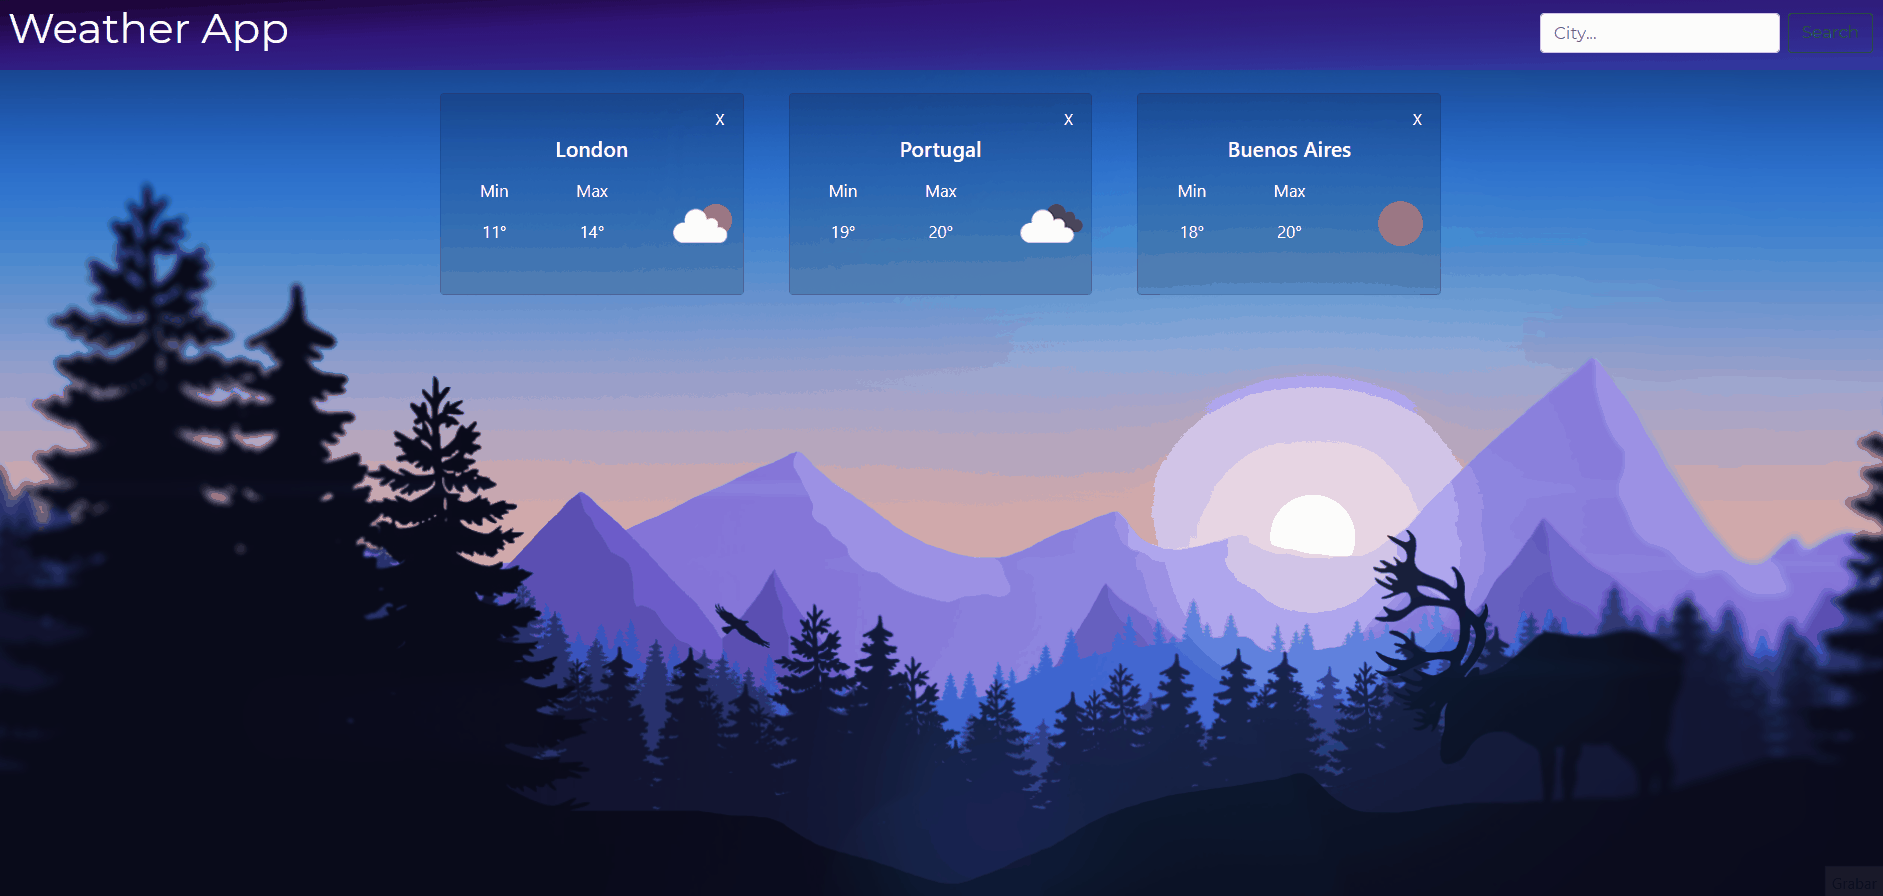 Weather App
City...
Search
X
London
Min Max
11° 14°
X
Portugal
Min Max
19° 20°
X
Buenos Aires
Min Max
18° 20°